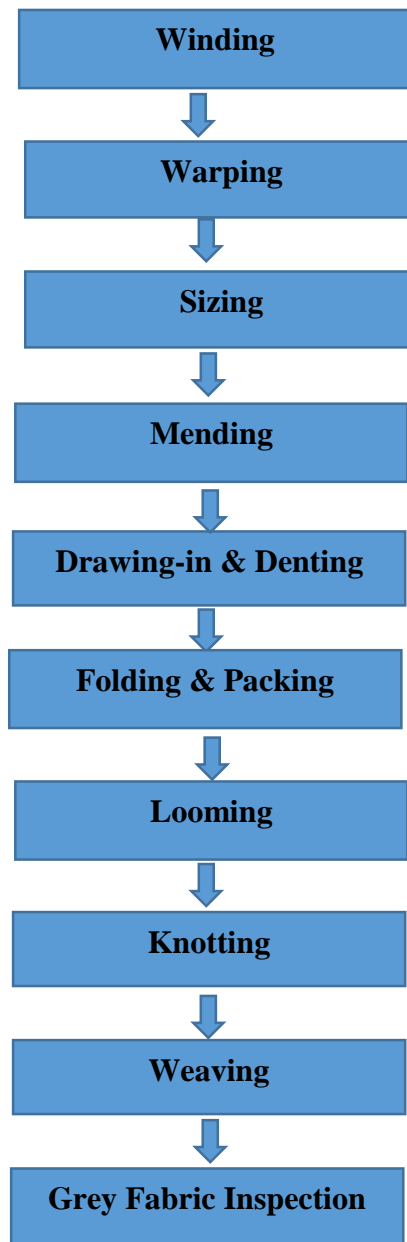 Winding
Warping
Sizing
Mending
Drawing-in & Denting
Folding & Packing
Looming
Knotting
Weaving
Grey Fabric Inspection